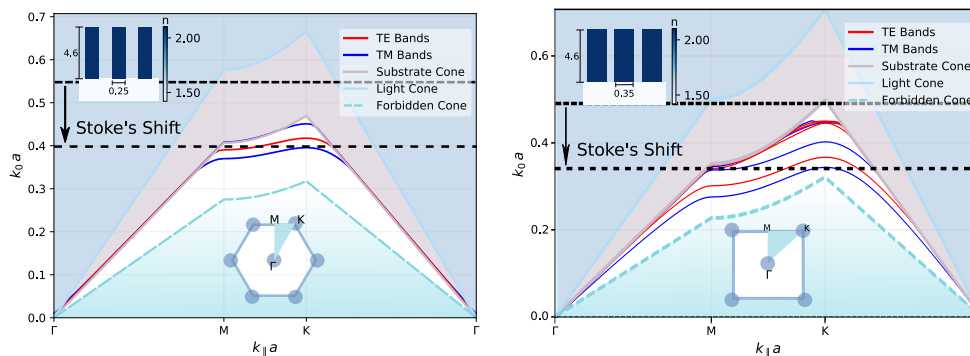 0.7
0.6
0.5
0.4
0.3
0.2
0.1
0.0
k₀ a
n
2.00
1.50
4,6
0.25
TE Bands
TM Bands
Substrate Cone
Light Cone
Forbidden Cone
Stoke's Shift
M
K
Γ
Γ
M
K
Γ
k∥ a
0.6
0.4
0.2
0.0
k₀ a
n
2.00
1.50
4,6
0.35
TE Bands
TM Bands
Substrate Cone
Light Cone
Forbidden Cone
Stoke's Shift
M
K
Γ
Γ
M
K
k∥ a